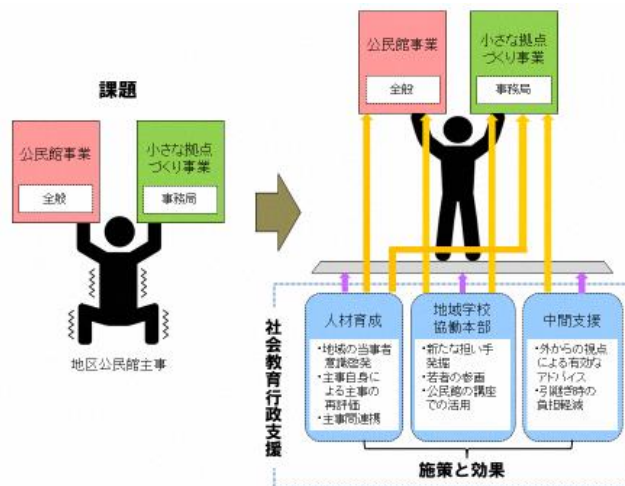 課題
公民館事業
全般
小さな拠点
づくり事業
事務局
地区公民館主事
公民館事業
全般
小さな拠点
づくり事業
事務局
社会教育行政支援
人材育成
・地域の当事者
意識啓発
・主事自身に
よる主事の
再評価
・主事間連携
地域学校
協働本部
・新たな担い手
発掘
・若者の参画
・公民館の講座
での活用
中間支援
・外からの視点
による有効な
アドバイス
・引継ぎ時の
負担軽減
施策と効果